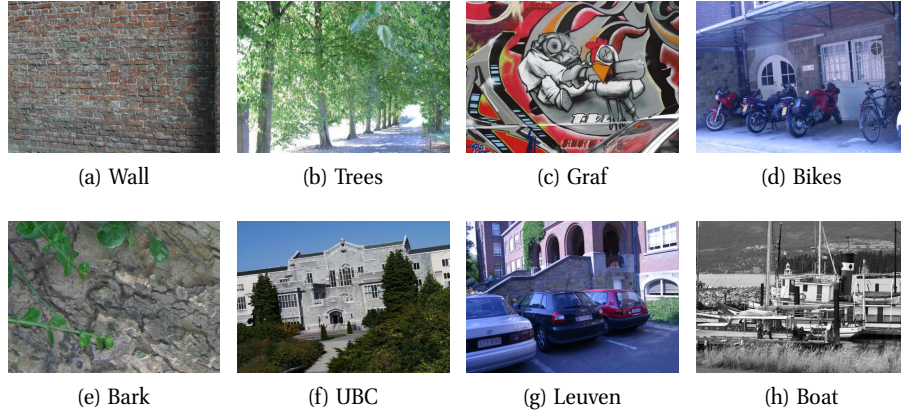 (a) Wall
(b) Trees
(c) Graf
(d) Bikes
(e) Bark
(f) UBC
(g) Leuven
(h) Boat